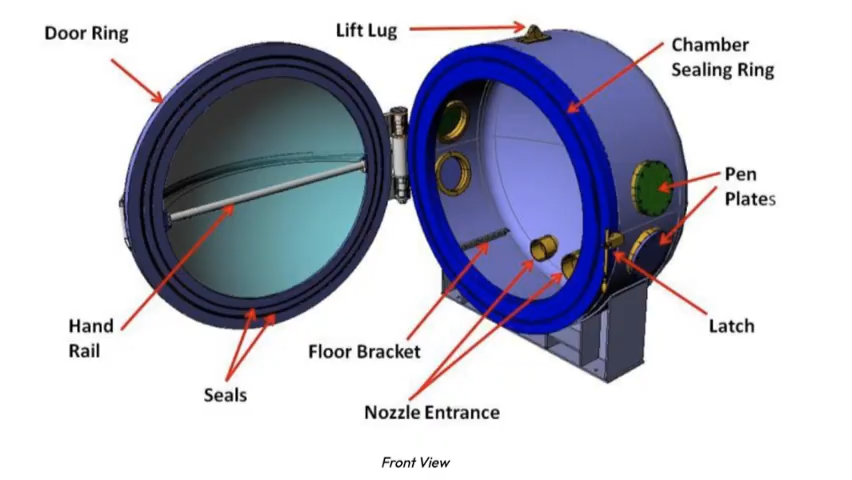 Door Ring
Lift Lug
Chamber
Sealing Ring
Pen
Plates
Hand
Rail
Floor Bracket
Latch
Seals
Nozzle Entrance
Front View